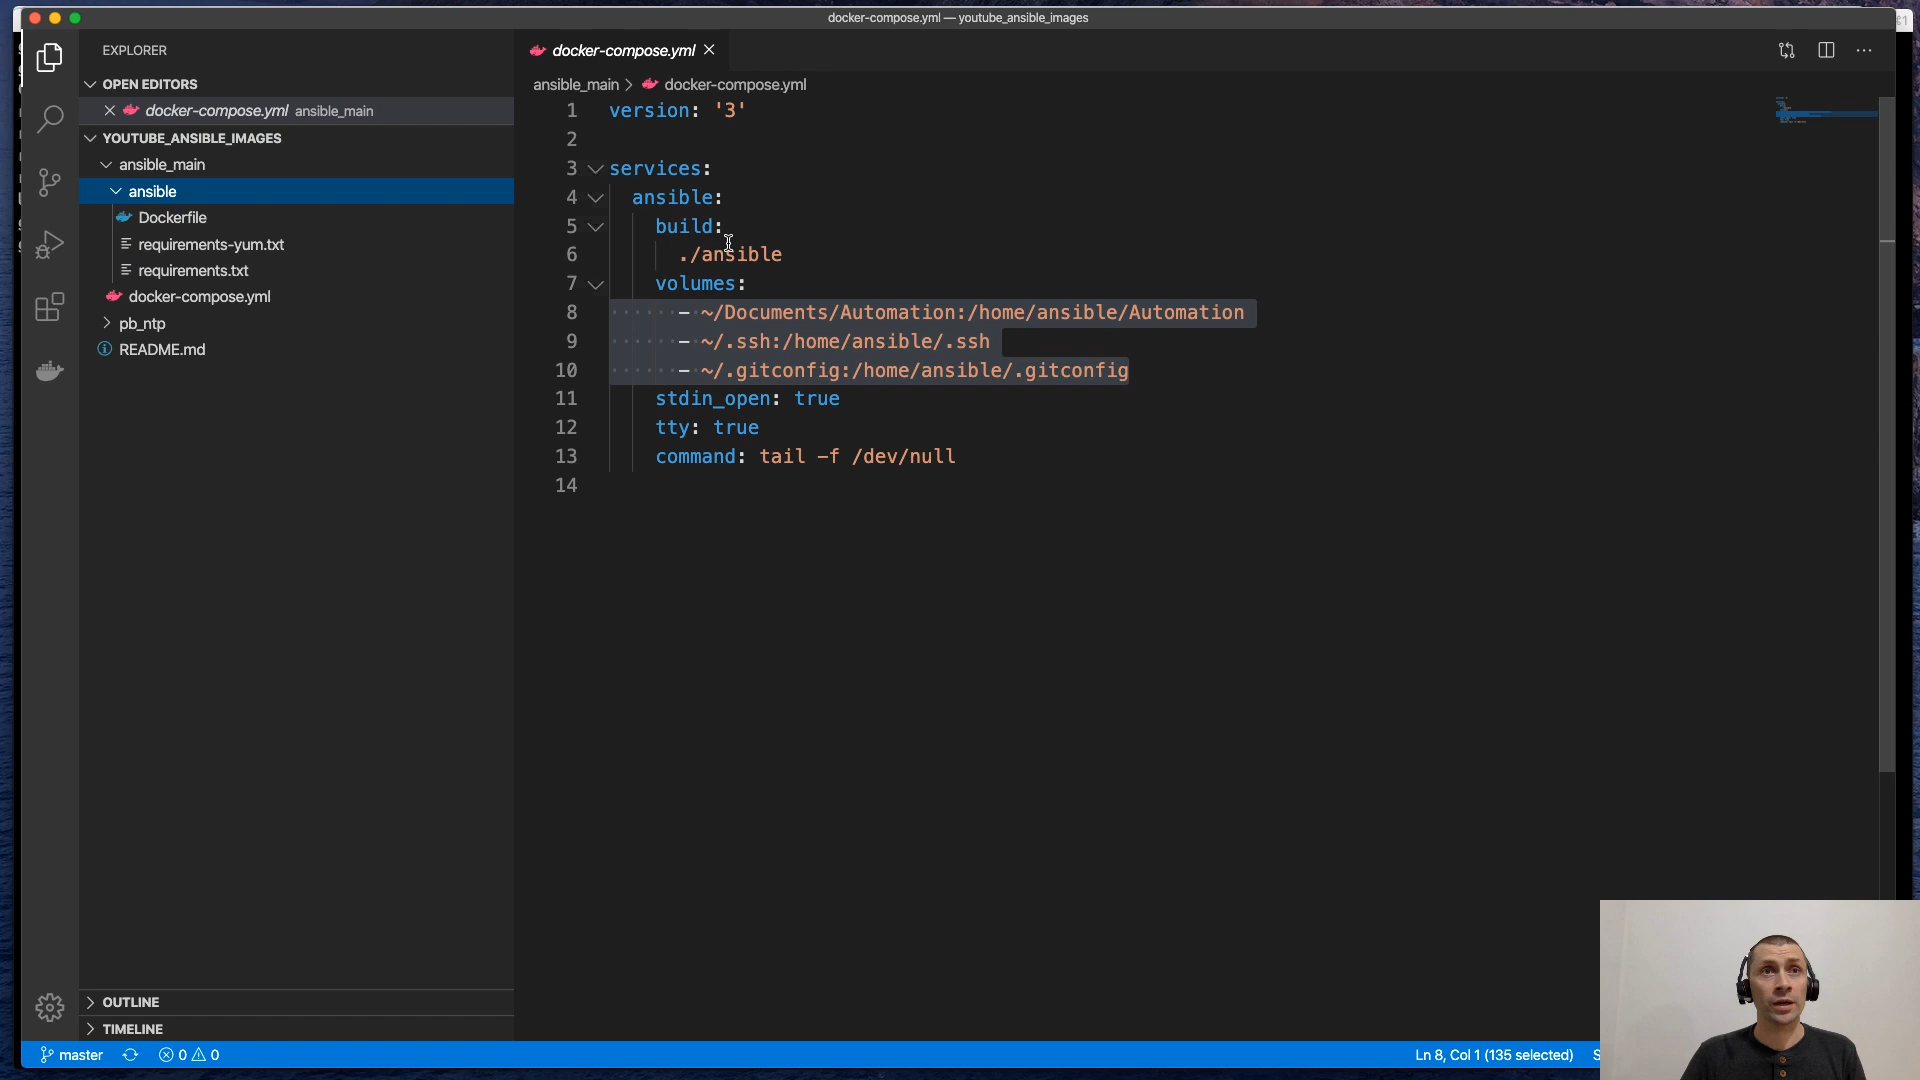 docker-compose.yml — youtube_ansible_images
EXPLORER
OPEN EDITORS
docker-compose.yml ansible_main
YOUTUBE_ANSIBLE_IMAGES
ansible_main
ansible
Dockerfile
requirements-yum.txt
requirements.txt
docker-compose.yml
pb_ntp
README.md
OUTLINE
TIMELINE
docker-compose.yml
ansible_main > docker-compose.yml
1 version: '3'
2
3 services:
4 ansible:
5 build:
6 ./ansible
7 volumes:
8 - ~/Documents/Automation:/home/ansible/Automation
9 - ~/.ssh:/home/ansible/.ssh
10 - ~/.gitconfig:/home/ansible/.gitconfig
11 stdin_open: true
12 tty: true
13 command: tail -f /dev/null
14
master 0 0 Ln 8, Col 1 (135 selected)